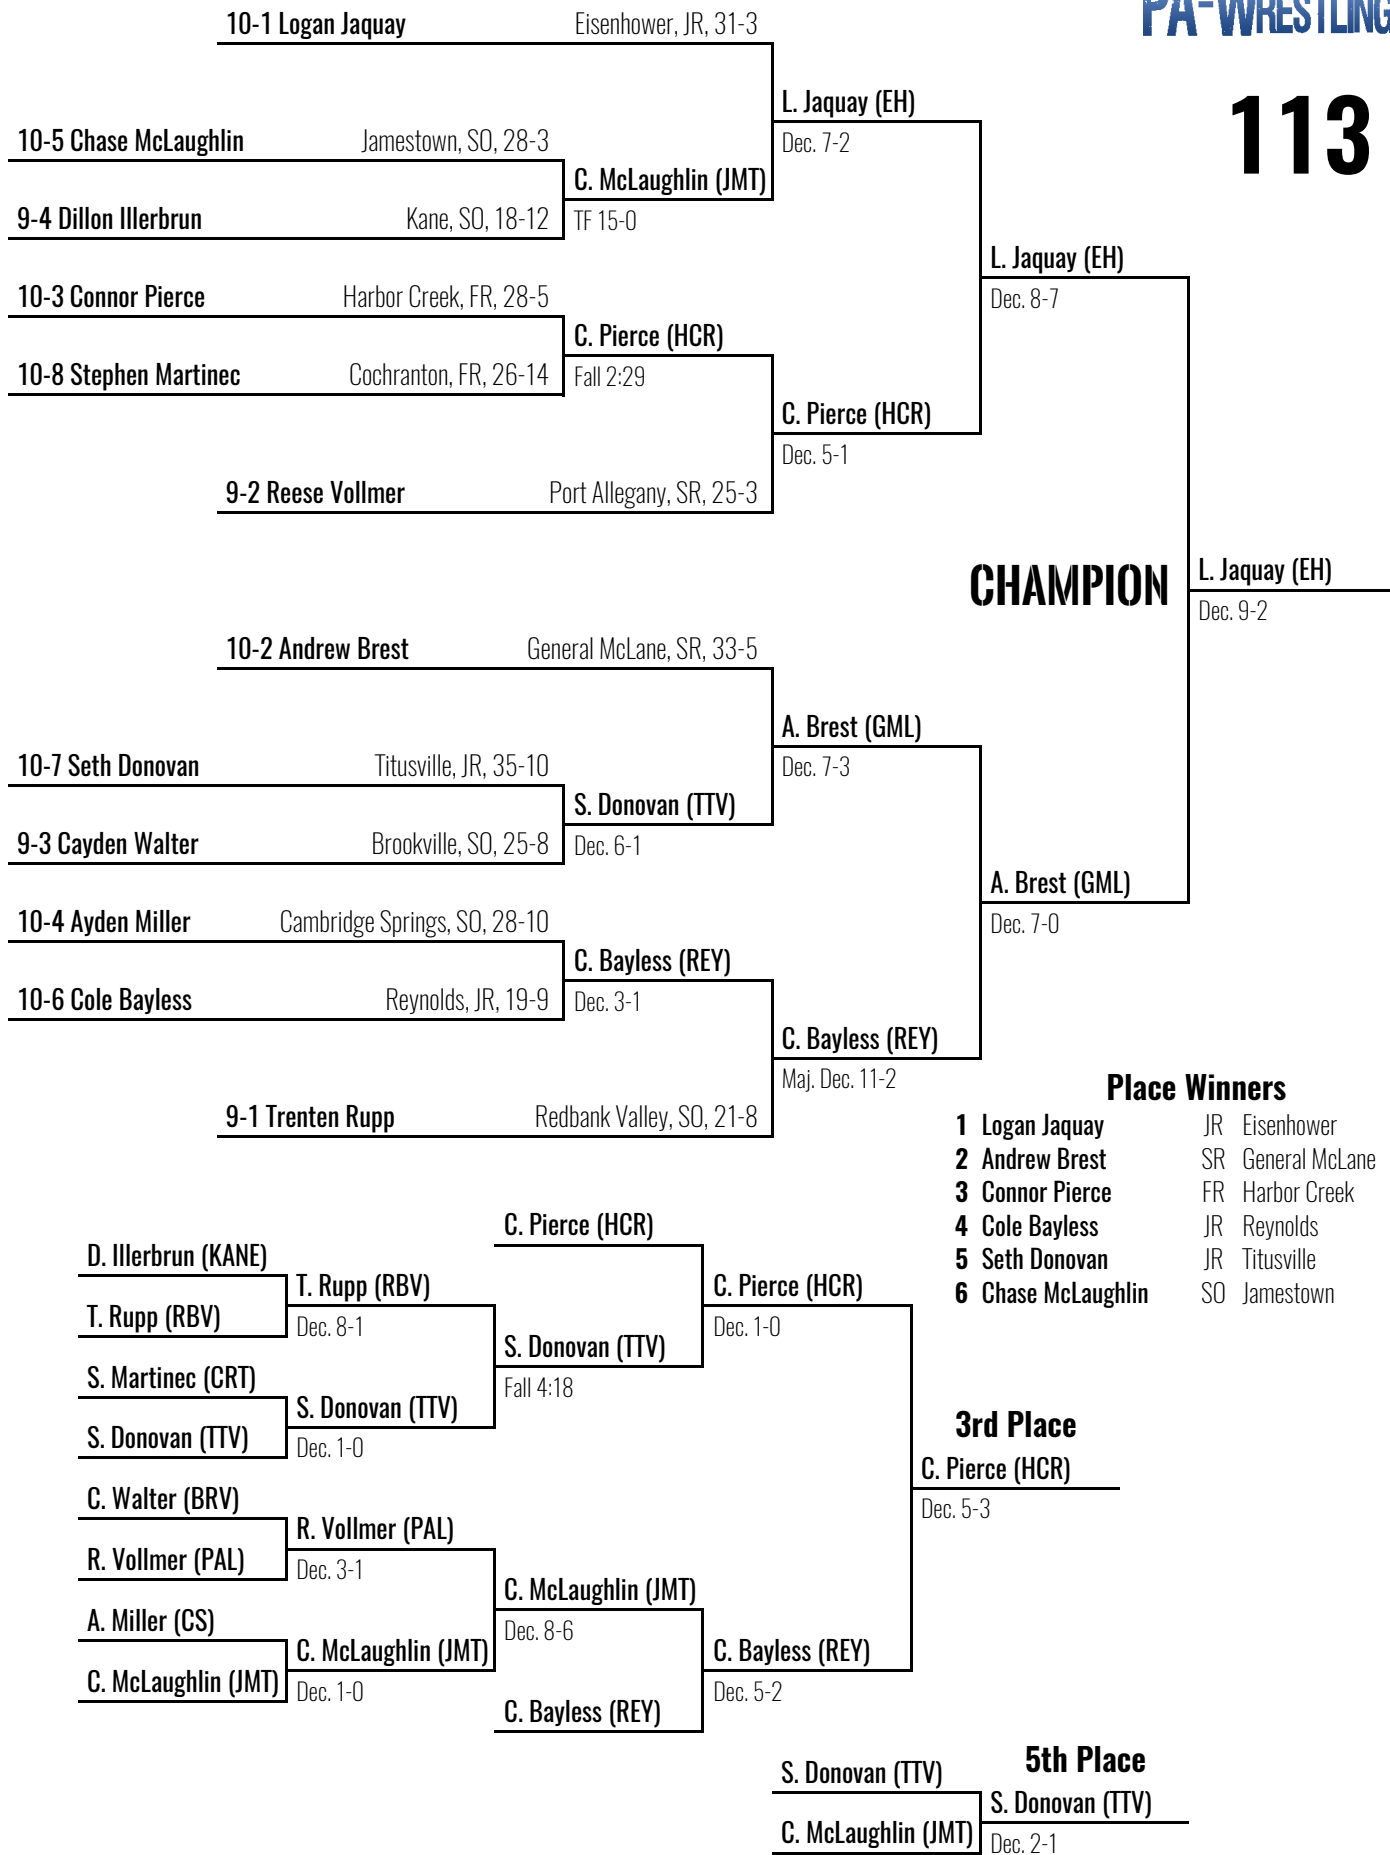 PA-WRESTLING
113
10-1 Logan Jaquay Eisenhower, JR, 31-3
L. Jaquay (EH)
Dec. 7-2
10-5 Chase McLaughlin Jamestown, SO, 28-3
C. McLaughlin (JMT)
TF 15-0
9-4 Dillon Illerbrun Kane, SO, 18-12
L. Jaquay (EH)
Dec. 8-7
10-3 Connor Pierce Harbor Creek, FR, 28-5
C. Pierce (HCR)
Fall 2:29
10-8 Stephen Martinec Cochranton, FR, 26-14
C. Pierce (HCR)
Dec. 5-1
9-2 Reese Vollmer Port Allegany, SR, 25-3
CHAMPION
L. Jaquay (EH)
Dec. 9-2
10-2 Andrew Brest General McLane, SR, 33-5
A. Brest (GML)
Dec. 7-3
10-7 Seth Donovan Titusville, JR, 35-10
S. Donovan (TTV)
Dec. 6-1
9-3 Cayden Walter Brookville, SO, 25-8
A. Brest (GML)
Dec. 7-0
10-4 Ayden Miller Cambridge Springs, SO, 28-10
C. Bayless (REY)
Dec. 3-1
10-6 Cole Bayless Reynolds, JR, 19-9
C. Bayless (REY)
Maj. Dec. 11-2
9-1 Trenten Rupp Redbank Valley, SO, 21-8
Place Winners
1 Logan Jaquay JR Eisenhower
2 Andrew Brest SR General McLane
3 Connor Pierce FR Harbor Creek
4 Cole Bayless JR Reynolds
5 Seth Donovan JR Titusville
6 Chase McLaughlin SO Jamestown
C. Pierce (HCR)
D. Illerbrun (KANE)
T. Rupp (RBV)
Dec. 8-1
T. Rupp (RBV)
C. Pierce (HCR)
Dec. 1-0
S. Donovan (TTV)
Fall 4:18
S. Martinec (CRT)
S. Donovan (TTV)
Dec. 1-0
S. Donovan (TTV)
3rd Place
C. Pierce (HCR)
Dec. 5-3
C. Walter (BRV)
R. Vollmer (PAL)
Dec. 3-1
R. Vollmer (PAL)
C. McLaughlin (JMT)
Dec. 8-6
A. Miller (CS)
C. McLaughlin (JMT)
Dec. 1-0
C. McLaughlin (JMT)
C. Bayless (REY)
Dec. 5-2
C. Bayless (REY)
5th Place
S. Donovan (TTV)
S. Donovan (TTV)
Dec. 2-1
C. McLaughlin (JMT)